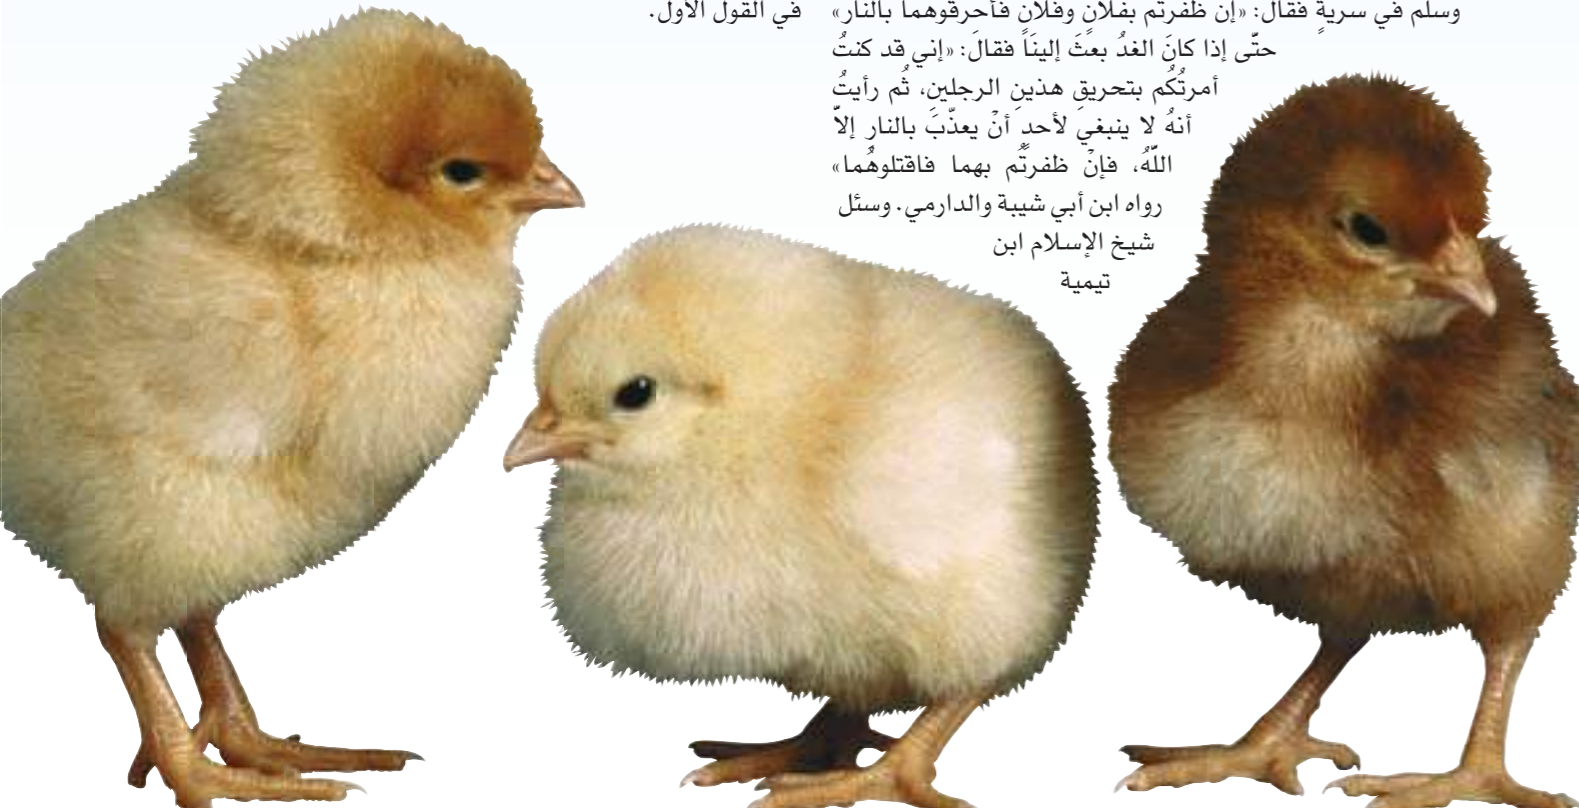 وسلم في سريةٍ فقال: «إن ظفرتم بفلانٍ وفلانٍ فأحرقوهما بالنار»
حتّى إذا كانَ الغدُ بعثَ إلينَاً فقالَ: «إني قد كنتُ
أمرتُكُم بتحريقِ هذينِ الرجلينِ، ثُم رأيتُ
أنهُ لا ينبغي لأحدٍ أنْ يعذّبَ بالنارِ إلاّ
اللّهُ، فإنْ ظفرتُم بهما فاقتلوهُما»
رواه ابن أبي شيبة والدارمي. وسئل
شيخ الإسلام ابن
تيمية
في القول الأول.